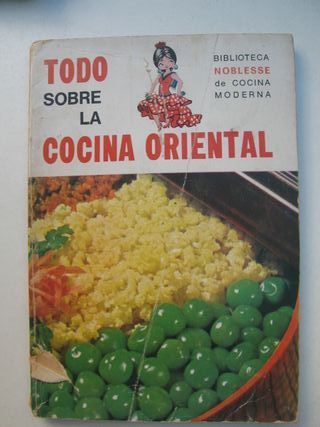 TODO
SOBRE
LA
COCINA ORIENTAL
BIBLIOTECA
NOBLESSE
de COCINA
MODERNA